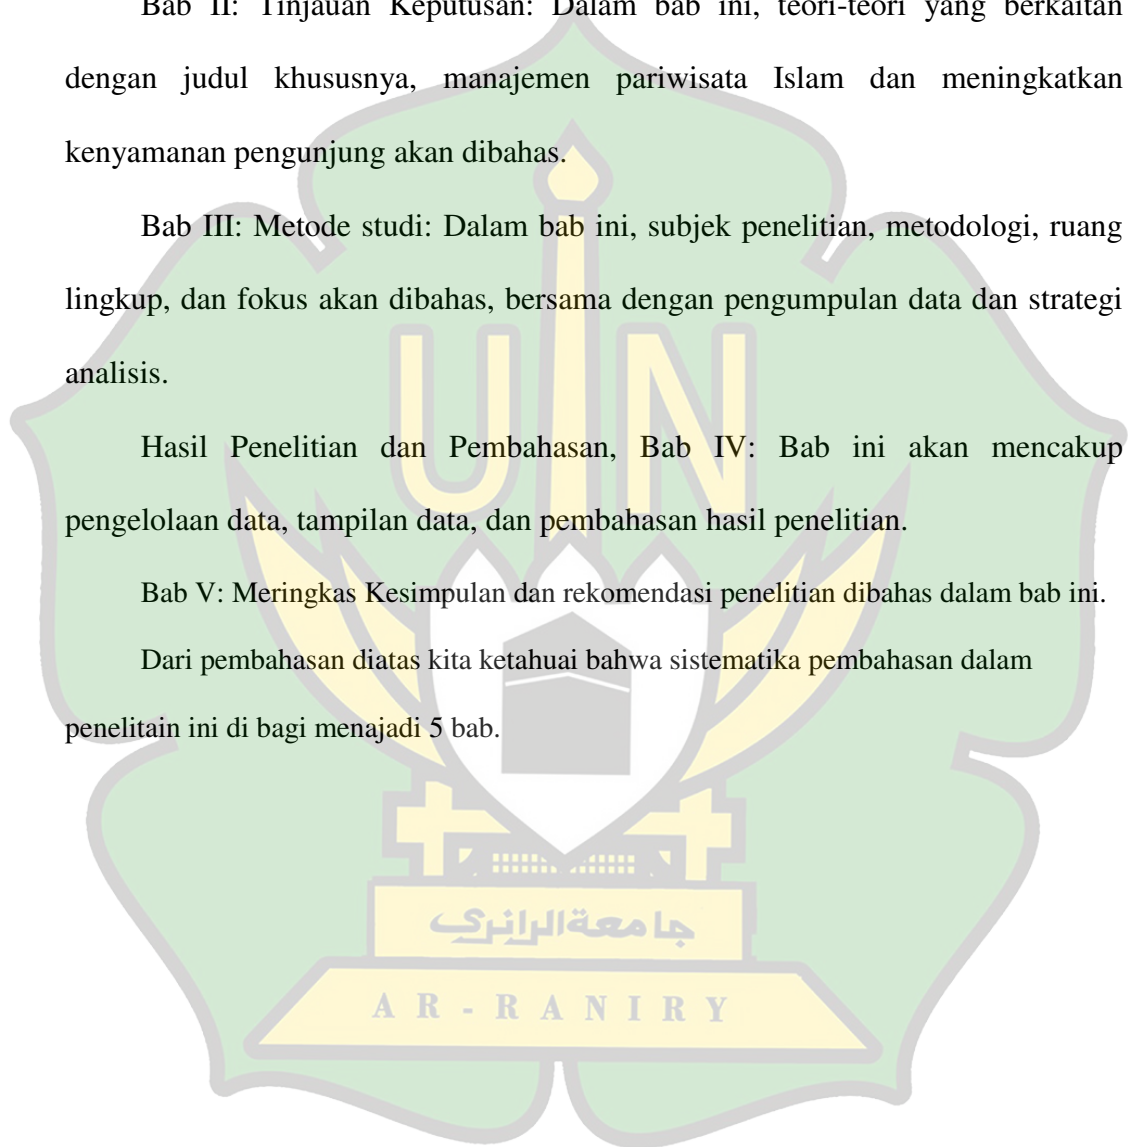 Bab II: Tinjauan Keputusan: Dalam bab ini, teori-teori yang berkaitan
dengan judul khususnya, manajemen pariwisata Islam dan meningkatkan
kenyamanan pengunjung akan dibahas.
Bab III: Metode studi: Dalam bab ini, subjek penelitian, metodologi, ruang
lingkup, dan fokus akan dibahas, bersama dengan pengumpulan data dan strategi
analisis.
Hasil Penelitian dan Pembahasan, Bab IV: Bab ini akan mencakup
pengelolaan data, tampilan data, dan pembahasan hasil penelitian.
Bab V: Meringkas Kesimpulan dan rekomendasi penelitian dibahas dalam bab ini.
Dari pembahasan diatas kita ketahuai bahwa sistematika pembahasan dalam
penelitain ini di bagi menajadi 5 bab.
UIN
جامعةالرانري
AR-RANIRY